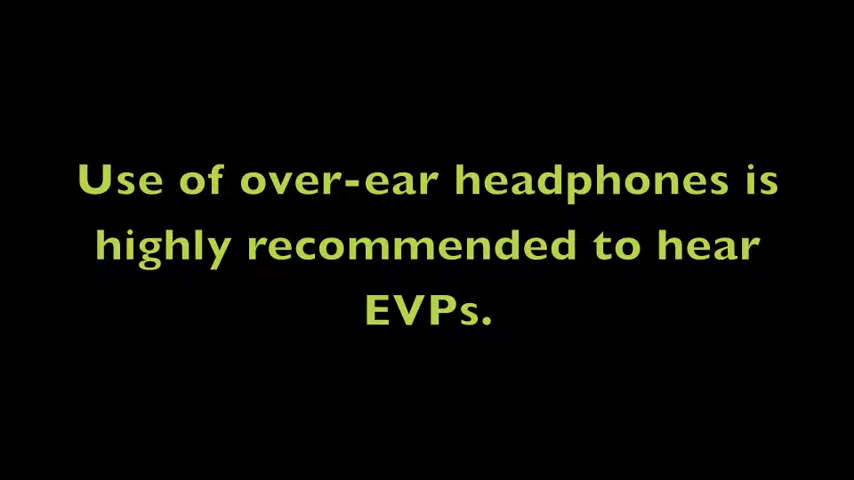 Use of over-ear headphones is
highly recommended to hear
EVPs.